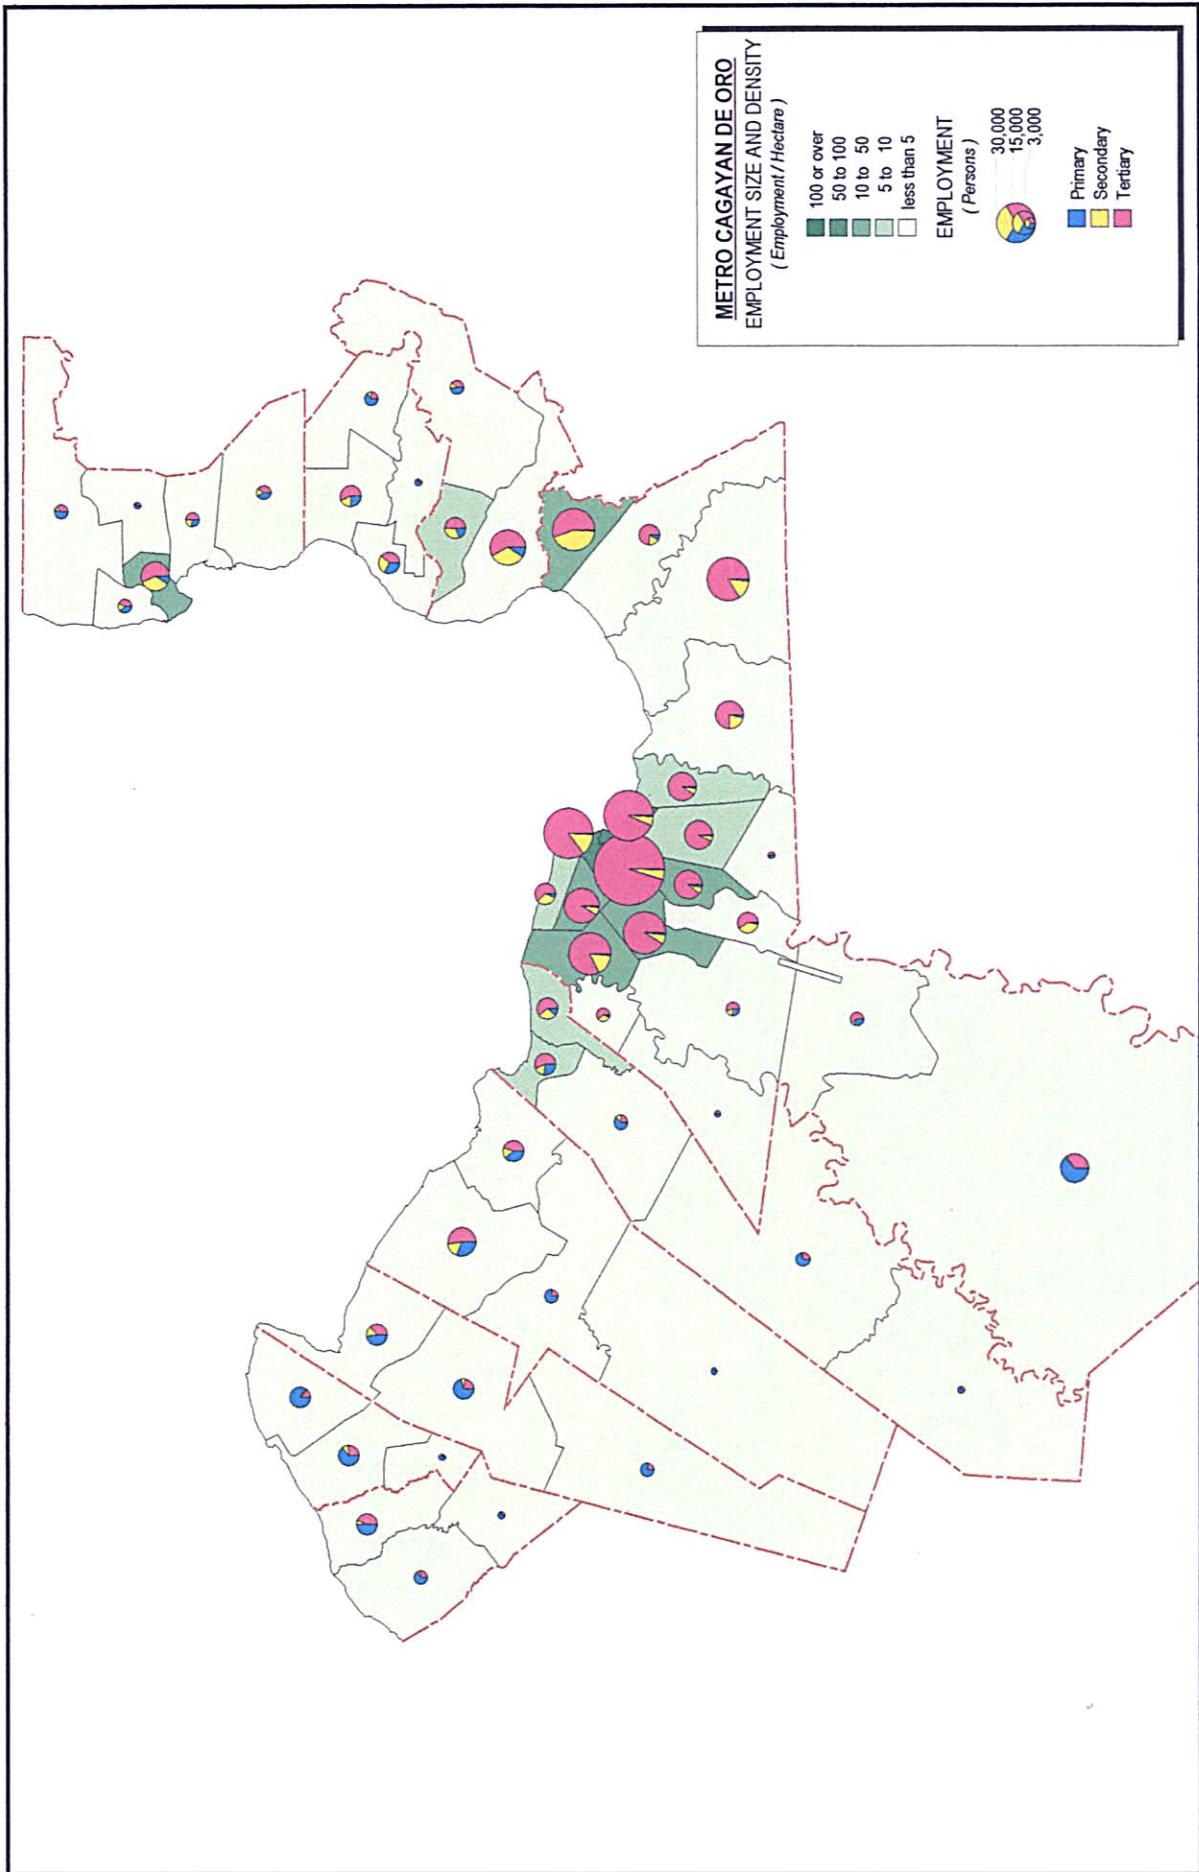 METRO CAGAYAN DE ORO
EMPLOYMENT SIZE AND DENSITY
( Employment / Hectare )
100 or over
50 to 100
10 to 50
5 to 10
less than 5
EMPLOYMENT
( Persons )
30,000
15,000
3,000
Primary
Secondary
Tertiary